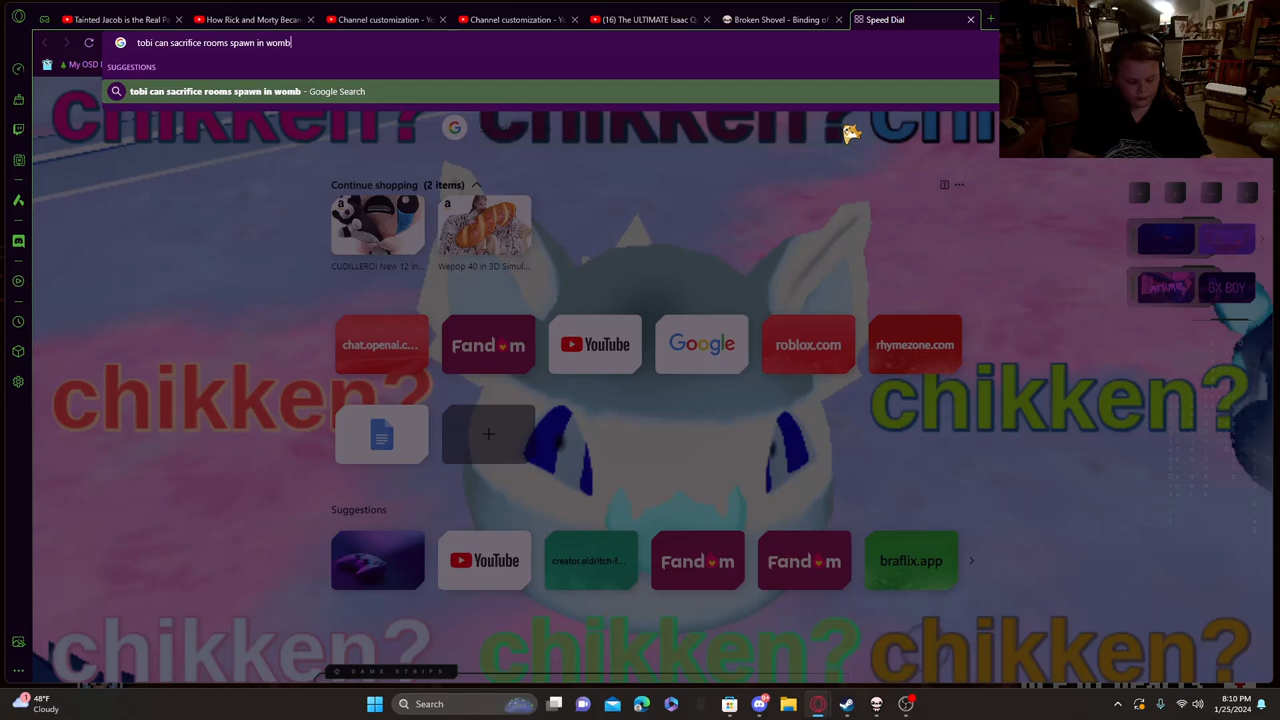 Tainted Jacob is the Real Pa
How Rick and Morty Becam
Channel customization - Yo
Channel customization - Yo
(16) The ULTIMATE Isaac Q
Broken Shovel - Binding of
Speed Dial
tobi can sacrifice rooms spawn in womb
My OSD
SUGGESTIONS
tobi can sacrifice rooms spawn in womb - Google Search
chikken? chikken? chi
Continue shopping (2 items)
a
a
CUDILLERO! New 12 in...
Wepop 40 in 3D Simul...
GX BOY
chat.openai.c...
Fandom
YouTube
Google
roblox.com
rhymezone.com
chikken?
chikken?
Suggestions
YouTube
creator.eldritch-f...
Fandom
Fandom
braflix.app
chikken? chikken? chikken?
GAME STRIPS
48°F
Cloudy
Search
8:10 PM
1/25/2024